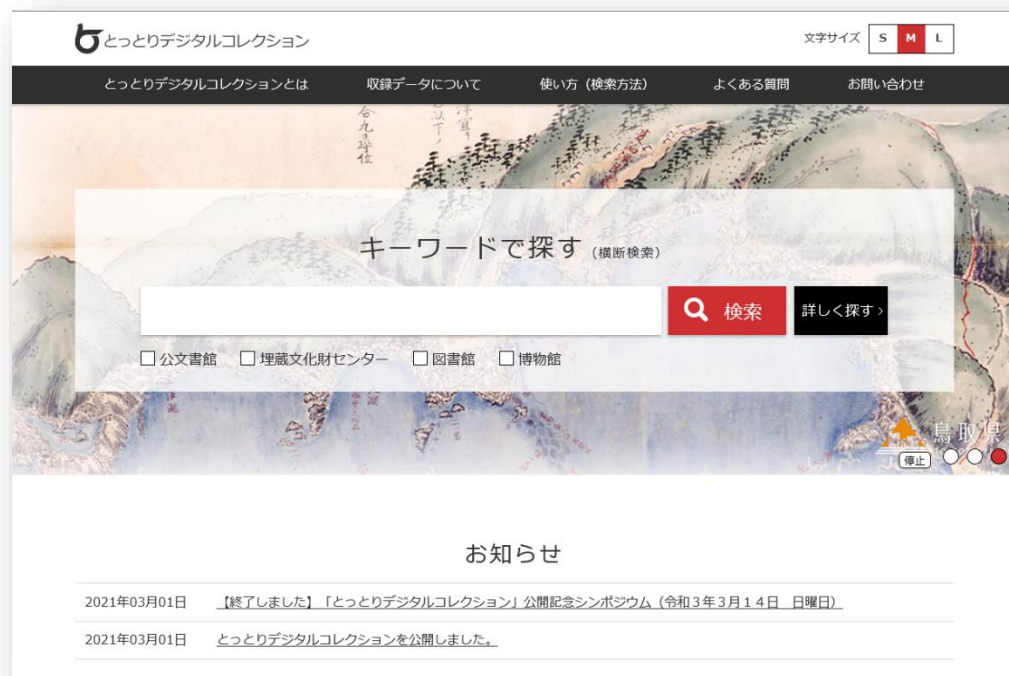 とっとりデジタルコレクション
文字サイズ S M L
とっとりデジタルコレクションとは 収録データについて 使い方（検索方法） よくある質問 お問い合わせ
キーワードで探す（横断検索）
検索 詳しく探す
公文書館 埋蔵文化財センター 図書館 博物館
鳥取県
停止
お知らせ
2021年03月01日 【終了しました】「とっとりデジタルコレクション」公開記念シンポジウム（令和３年３月１４日　日曜日）
2021年03月01日 とっとりデジタルコレクションを公開しました。